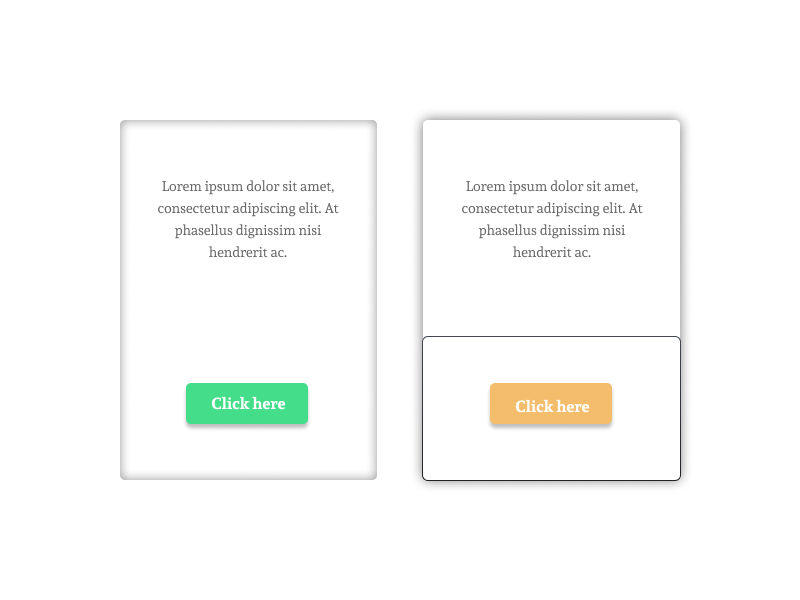 Lorem ipsum dolor sit amet,
consectetur adipiscing elit. At
phasellus dignissim nisi
hendrerit ac.
Click here
Lorem ipsum dolor sit amet,
consectetur adipiscing elit. At
phasellus dignissim nisi
hendrerit ac.
Click here